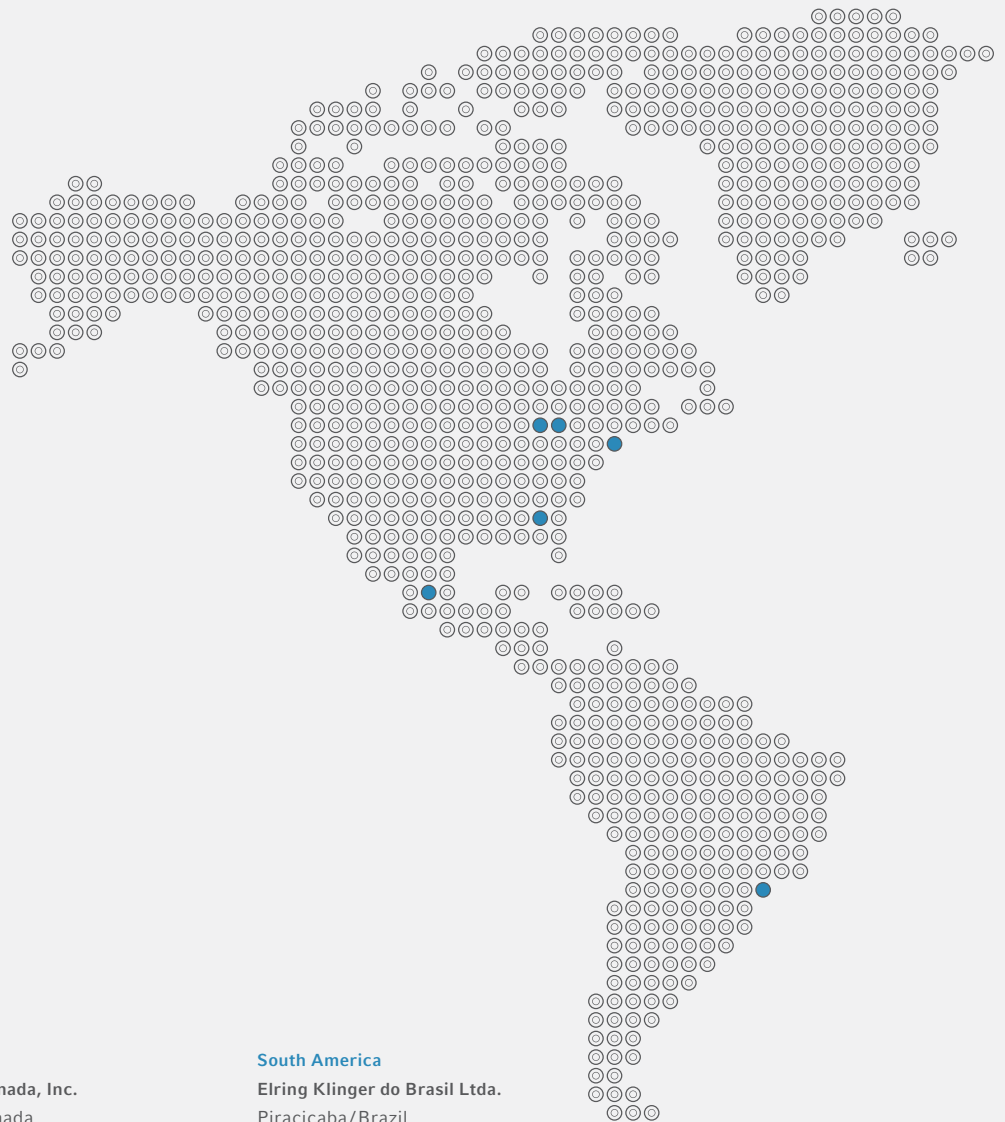 nada, Inc.
nada
South America
Elring Klinger do Brasil Ltda.
Piracicaba/Brazil